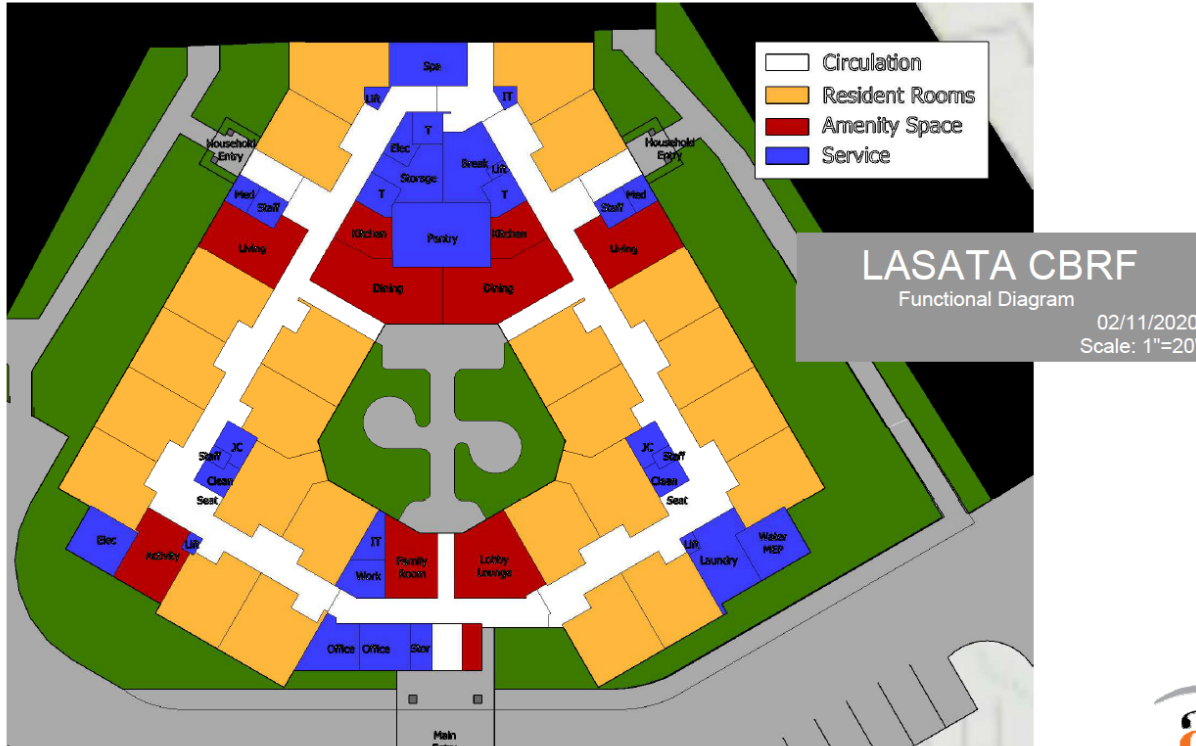 Circulation
Resident Rooms
Amenity Space
Service
LASATA CBRF
Functional Diagram
02/11/2020
Scale: 1"=20'
Spa
Lift
IT
T
Elec
Break
Lift
Storage
T
T
Household
Entry
Household
Entry
Med
Staff
Staff
Med
Living
Kitchen
Pantry
Kitchen
Living
Dining
Dining
JC
Staff
Clean
Seat
JC
Staff
Clean
Seat
Elec
Activity
Lift
IT
Work
Family
Room
Lobby
Lounge
Lift
Laundry
Water
MEP
Office
Office
Stor
Main